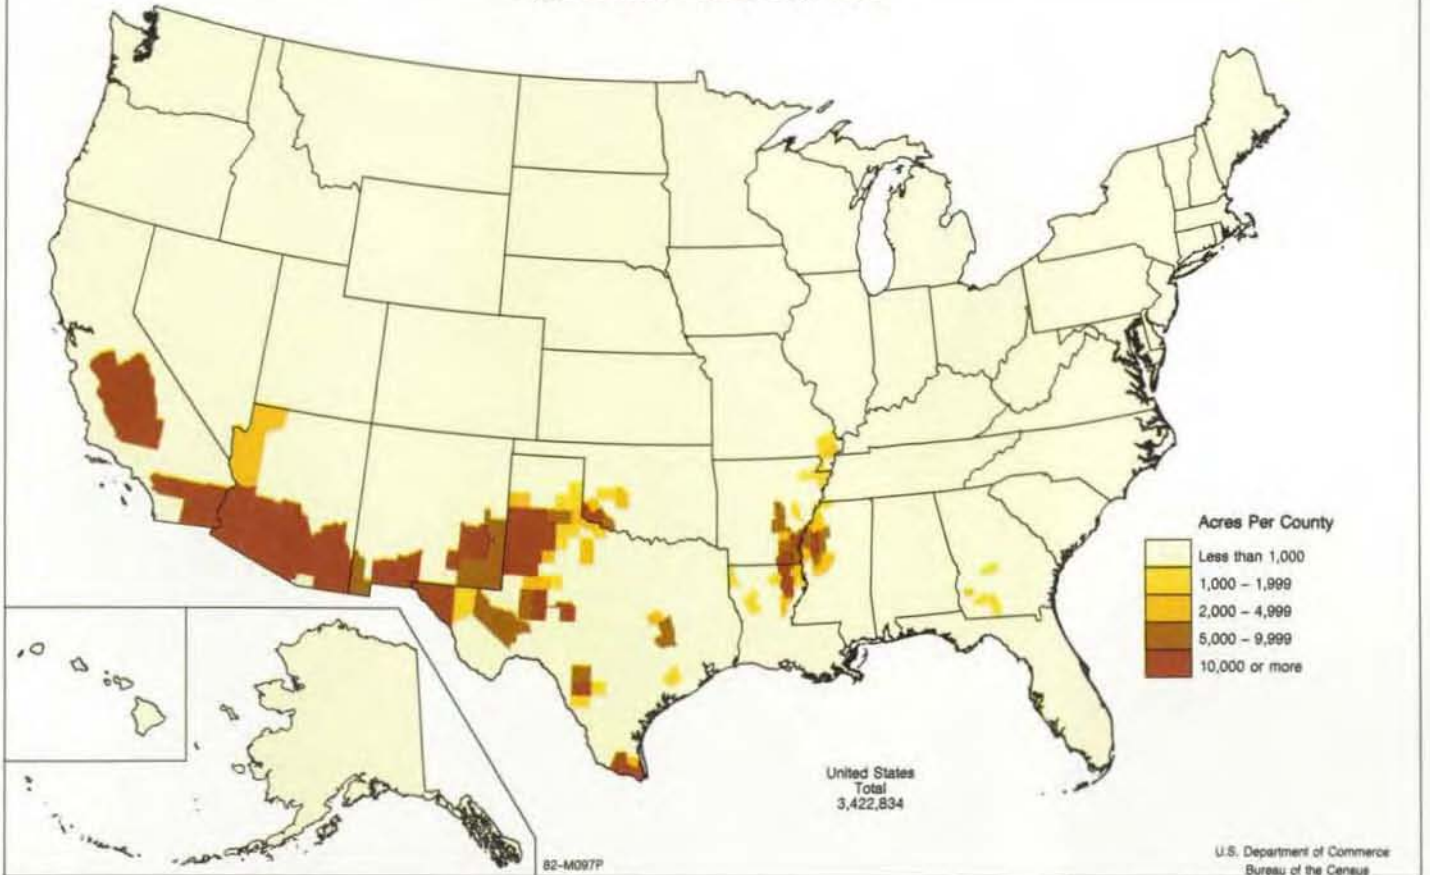 Acres Per County
Less than 1,000
1,000 – 1,999
2,000 – 4,999
5,000 – 9,999
10,000 or more
United States
Total
3,422,834
82-M097P
U.S. Department of Commerce
Bureau of the Census